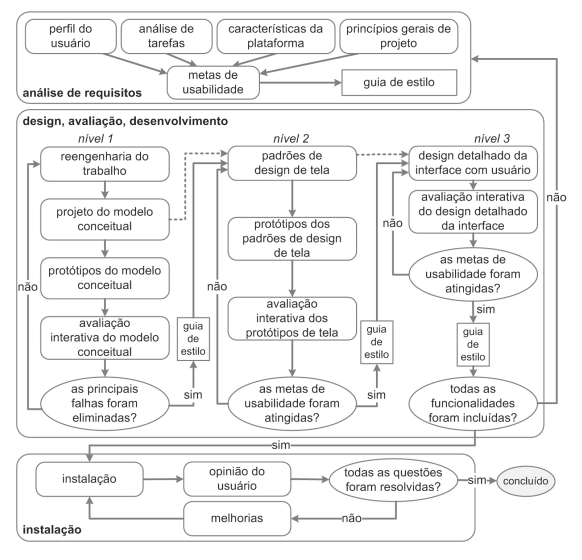 perfil do
usuário
análise de
tarefas
características da
plataforma
princípios gerais de
projeto
metas de
usabilidade
guia de estilo
análise de requisitos
design, avaliação, desenvolvimento
nível 1
reengenharia do
trabalho
projeto do modelo
conceitual
protótipos do modelo
conceitual
avaliação
interativa do modelo
conceitual
as principais
falhas foram
eliminadas?
não
sim
guia
de
estilo
nível 2
padrões de
design de tela
protótipos dos
padrões de design
de tela
avaliação
interativa dos
protótipos de tela
as metas de
usabilidade foram
atingidas?
não
sim
guia
de
estilo
nível 3
design detalhado da
interface com usuário
avaliação interativa
do design detalhado
da interface
as metas de
usabilidade foram
atingidas?
não
sim
guia
de
estilo
todas as
funcionalidades
foram incluídas?
não
sim
instalação
opinião do
usuário
todas as questões
foram resolvidas?
sim
concluído
não
melhorias
instalação